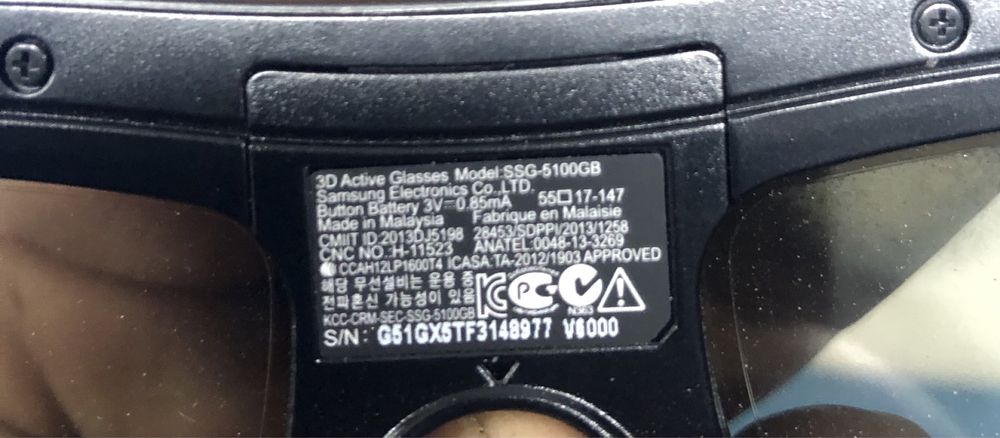 3D Active Glasses Model:SSG-5100GB
Samsung Electronics Co.,LTD.
Button Battery 3V⎓0.85mA 55□17-147
Made in Malaysia Fabrique en Malaisie
CMIIT ID:2013DJ5198 28453/SDPPI/2013/1258
CNC NO.:H-11523 ANATEL:0048-13-3269
CCAH12LP1600T4 ICASA TA-2012/1903 APPROVED
해당 무선설비는 운용 중
전파혼신 가능성이 있음
KCC-CRM-SEC-SSG-5100GB
N363
S/N: G51GX5TF3148977 V6000